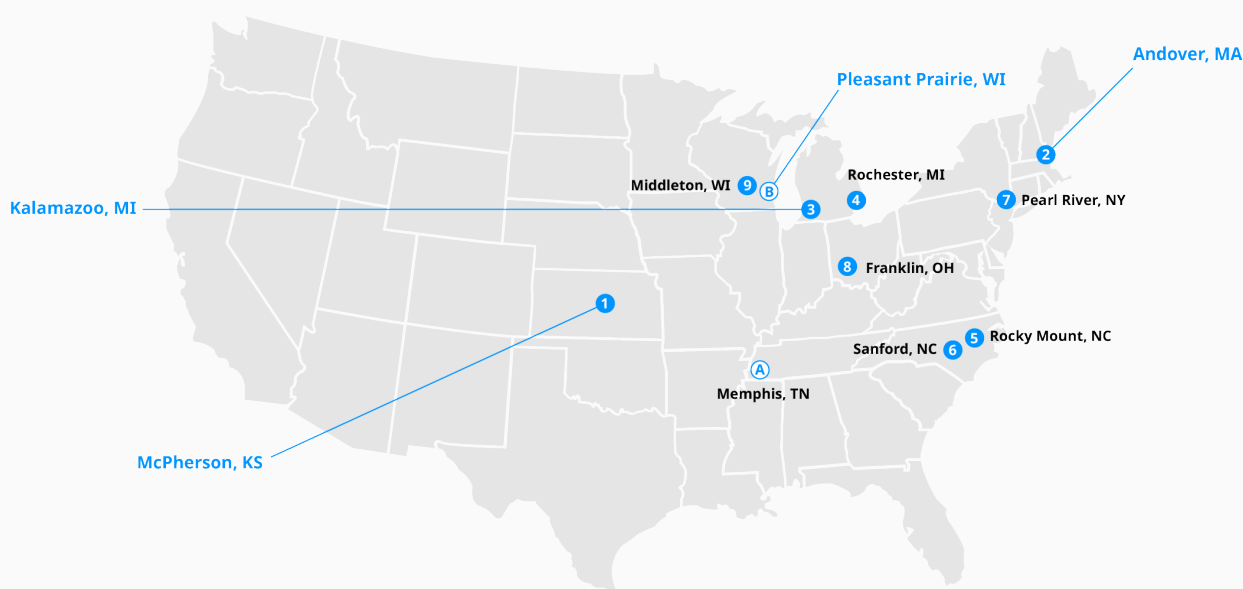 Andover, MA
Pleasant Prairie, WI
2
Rochester, MI
Middleton, WI 9 B
4
7 Pearl River, NY
Kalamazoo, MI 3
8 Franklin, OH
1
5 Rocky Mount, NC
Sanford, NC 6
A
Memphis, TN
McPherson, KS